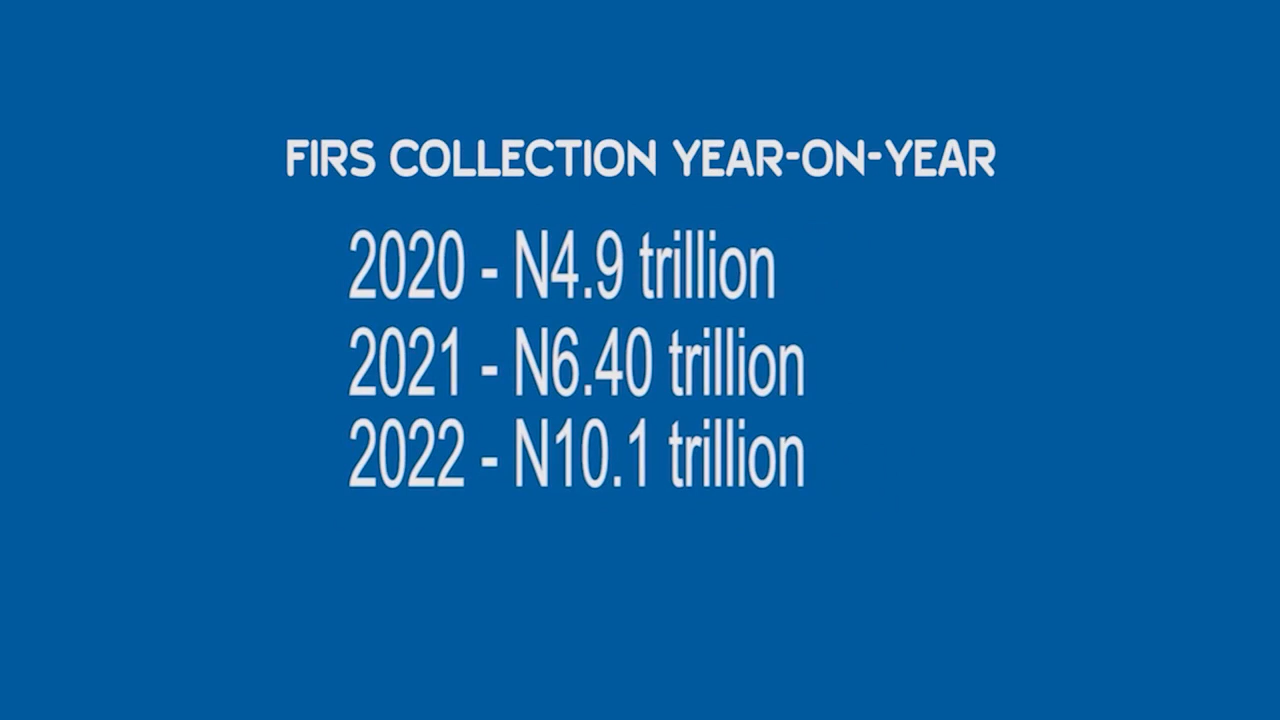 FIRS COLLECTION YEAR-ON-YEAR
2020 - N4.9 trillion
2021 - N6.40 trillion
2022 - N10.1 trillion